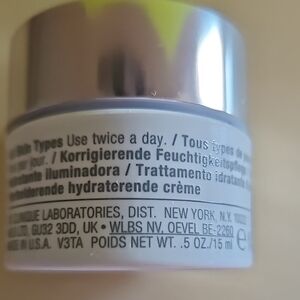 Skin Types Use twice a day. / Tous types de
par jour. / Korrigierende Feuchtigkeitspflege
iluminadora / Trattamento idratante
hydraterende crème
CLINIQUE LABORATORIES, DIST. NEW YORK, N.Y. 10022
LTD, GU32 3DD, UK • WLBS NV. OEVEL BE-2260
MADE IN U.S.A. V3TA POIDS NET WT. .5 OZ/15 ml e